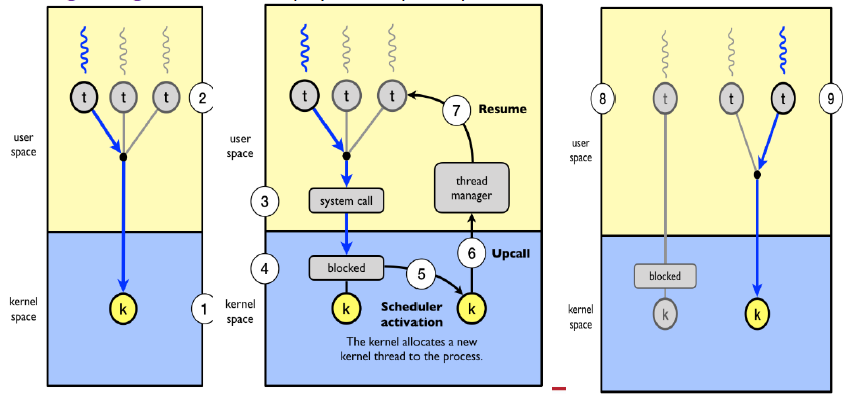 t
t
t
2
user
space
kernel
space
k
1
t
t
t
7
Resume
user
space
thread
manager
3
system call
6
Upcall
4
blocked
5
kernel
space
k
Scheduler
activation
k
The kernel allocates a new
kernel thread to the process.
8
t
t
t
9
user
space
blocked
kernel
space
k
k